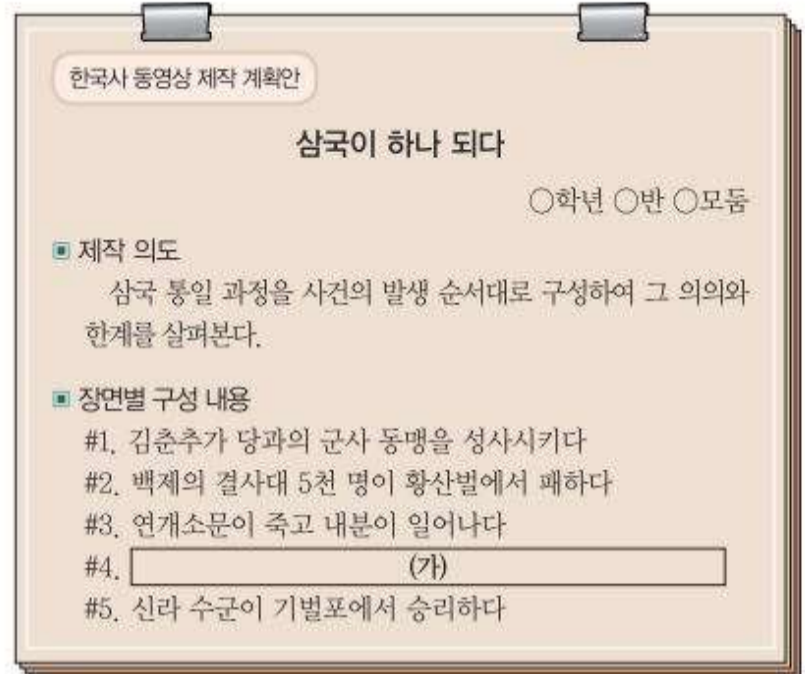 한국사 동영상 제작 계획안
삼국이 하나 되다
○학년 ○반 ○모둠
▣ 제작 의도
삼국 통일 과정을 사건의 발생 순서대로 구성하여 그 의의와
한계를 살펴본다.
▣ 장면별 구성 내용
#1. 김춘추가 당과의 군사 동맹을 성사시키다
#2. 백제의 결사대 5천 명이 황산벌에서 패하다
#3. 연개소문이 죽고 내분이 일어나다
#4. (가)
#5. 신라 수군이 기벌포에서 승리하다